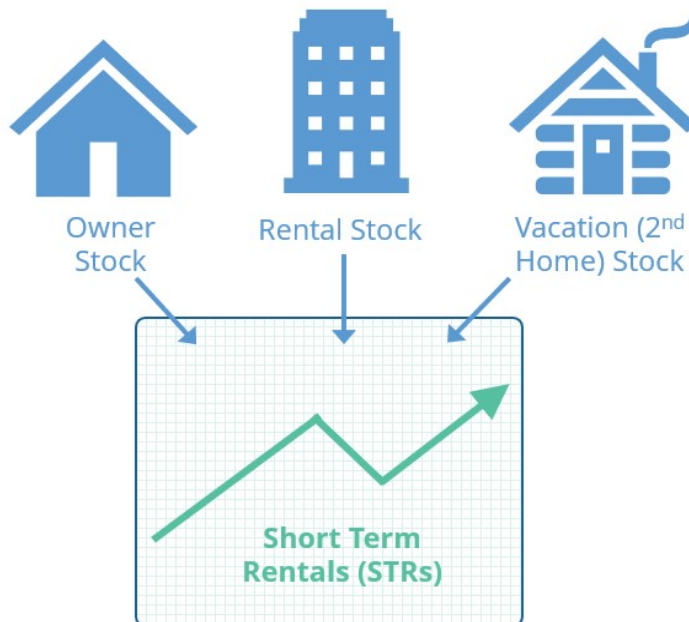 Owner
Stock
Rental Stock
Vacation (2nd
Home) Stock
Short Term
Rentals (STRs)